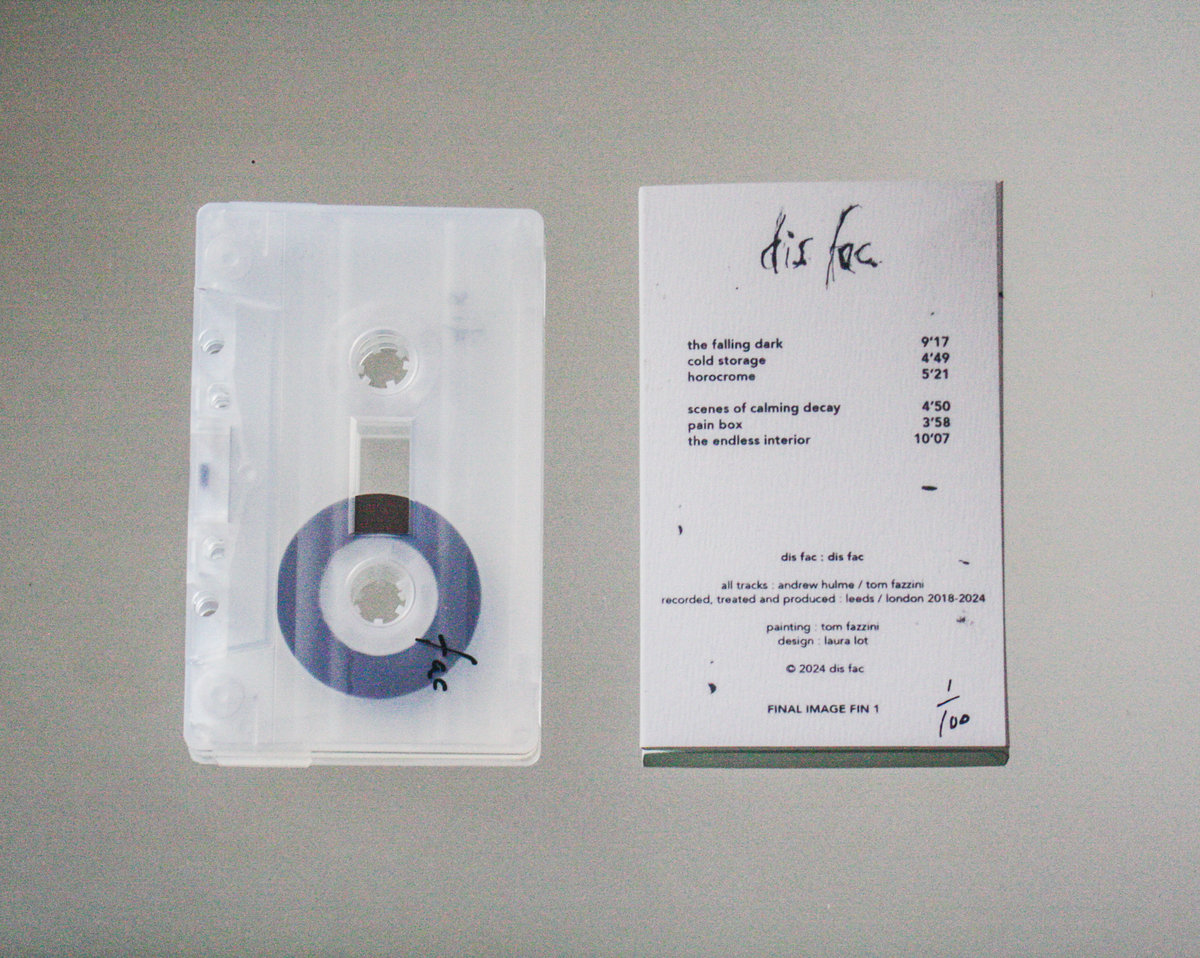 fac
dis fac
the falling dark 9'17
cold storage 4'49
horocrome 5'21
scenes of calming decay 4'50
pain box 3'58
the endless interior 10'07
dis fac : dis fac
all tracks : andrew hulme / tom fazzini
recorded, treated and produced : leeds / london 2018-2024
painting : tom fazzini
design : laura lot
© 2024 dis fac
FINAL IMAGE FIN 1
1/100